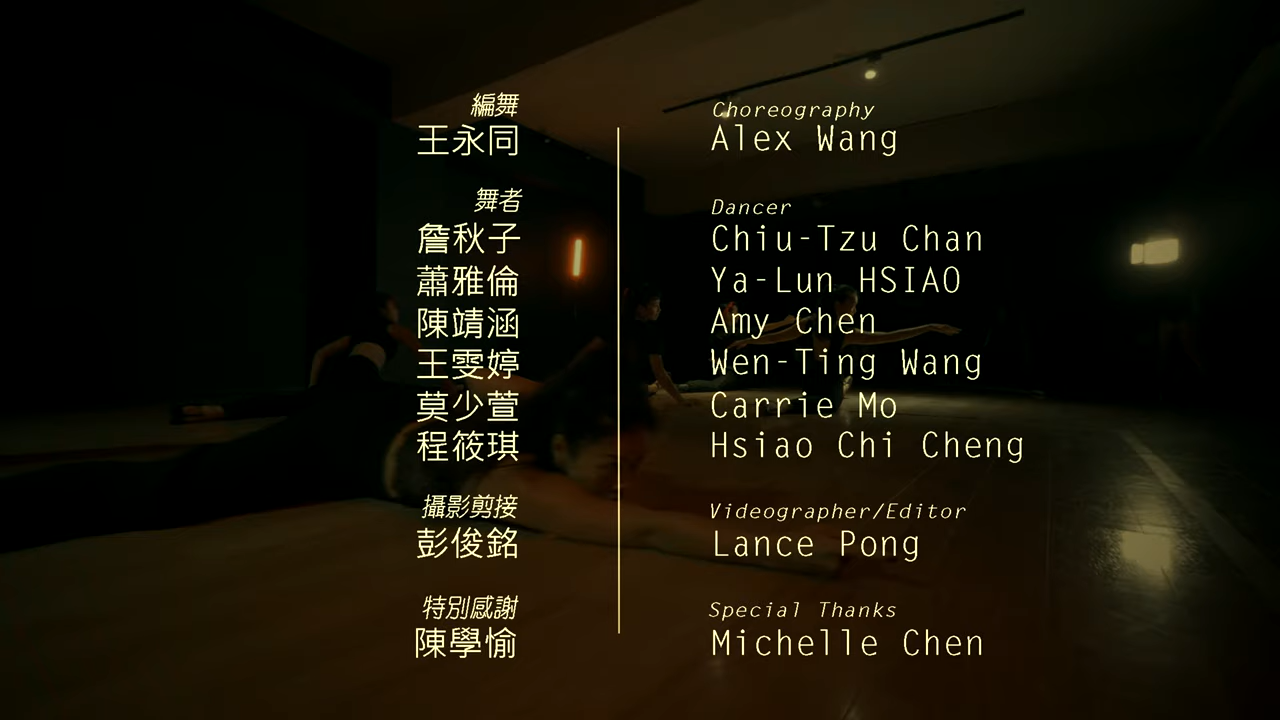 編舞
王永同
舞者
詹秋子
蕭雅倫
陳靖涵
王雯婷
莫少萱
程筱琪
攝影剪接
彭俊銘
特別感謝
陳學愉
Choreography
Alex Wang
Dancer
Chiu-Tzu Chan
Ya-Lun HSIAO
Amy Chen
Wen-Ting Wang
Carrie Mo
Hsiao Chi Cheng
Videographer/Editor
Lance Pong
Special Thanks
Michelle Chen